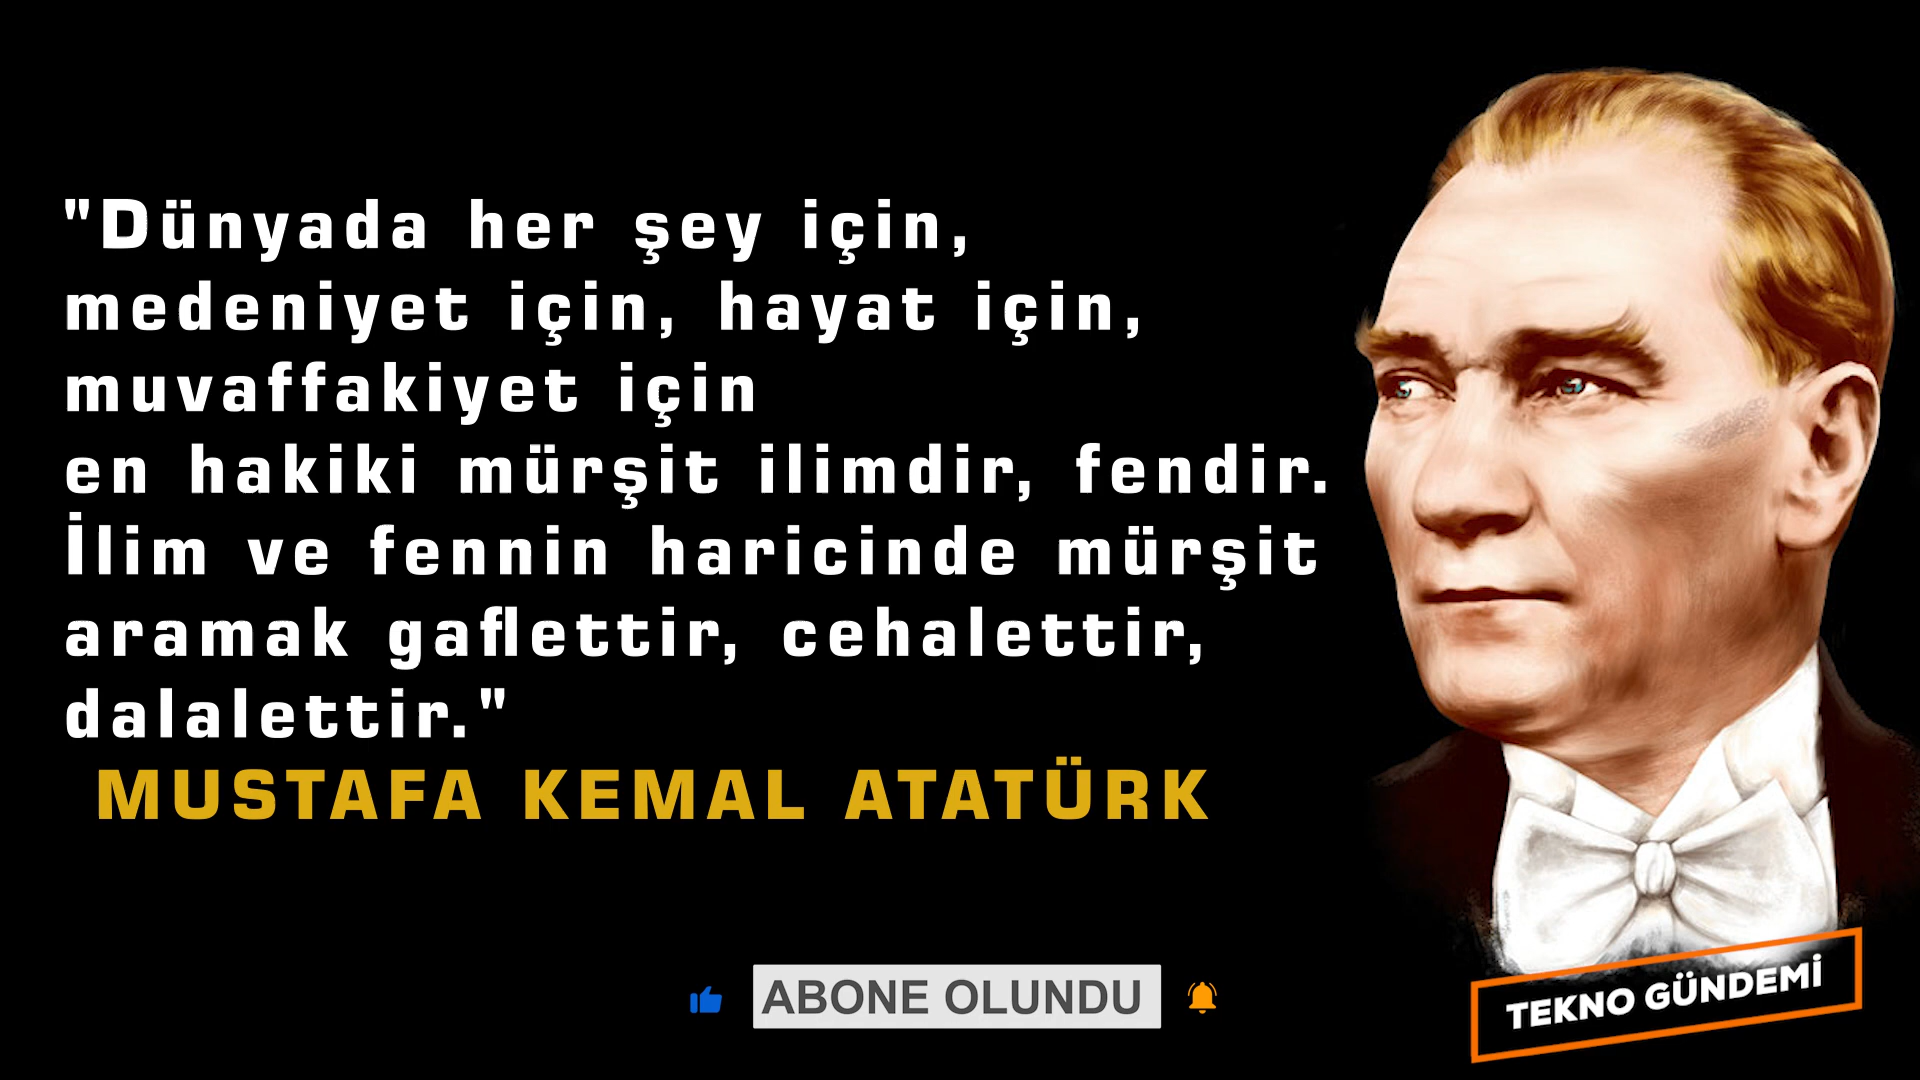 "Dünyada her şey için,
medeniyet için, hayat için,
muvaffakiyet için
en hakiki mürşit ilimdir, fendir.
İlim ve fennin haricinde mürşit
aramak gaflettir, cehalettir,
dalalettir."
MUSTAFA KEMAL ATATÜRK
ABONE OLUNDU
TEKNO GÜNDEMİ